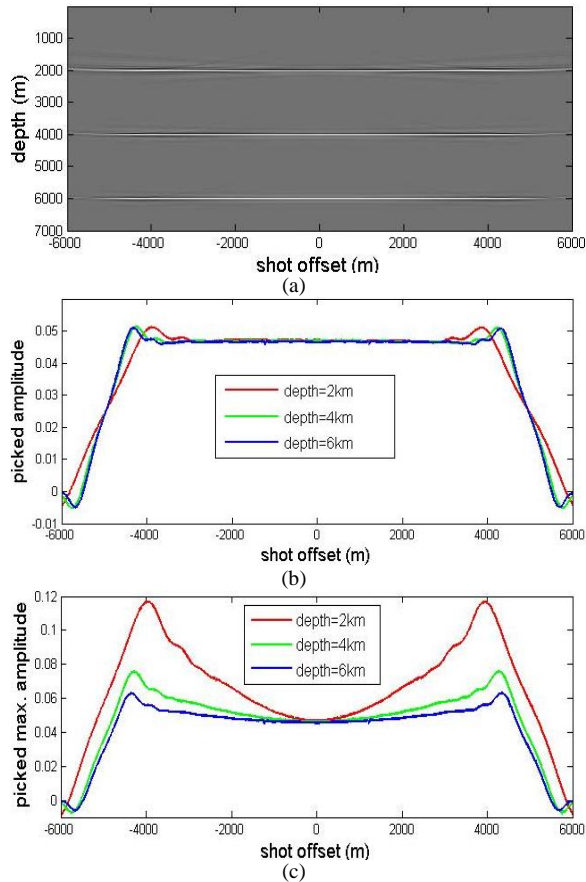 1000
2000
3000
4000
5000
6000
7000
depth (m)
-6000 -4000 -2000 0 2000 4000 6000
shot offset (m)
(a)
0.05
0.04
0.03
0.02
0.01
0
-0.01
picked amplitude
depth=2km
depth=4km
depth=6km
-6000 -4000 -2000 0 2000 4000 6000
shot offset (m)
(b)
0.12
0.1
0.08
0.06
0.04
0.02
0
picked max. amplitude
depth=2km
depth=4km
depth=6km
-6000 -4000 -2000 0 2000 4000 6000
shot offset (m)
(c)